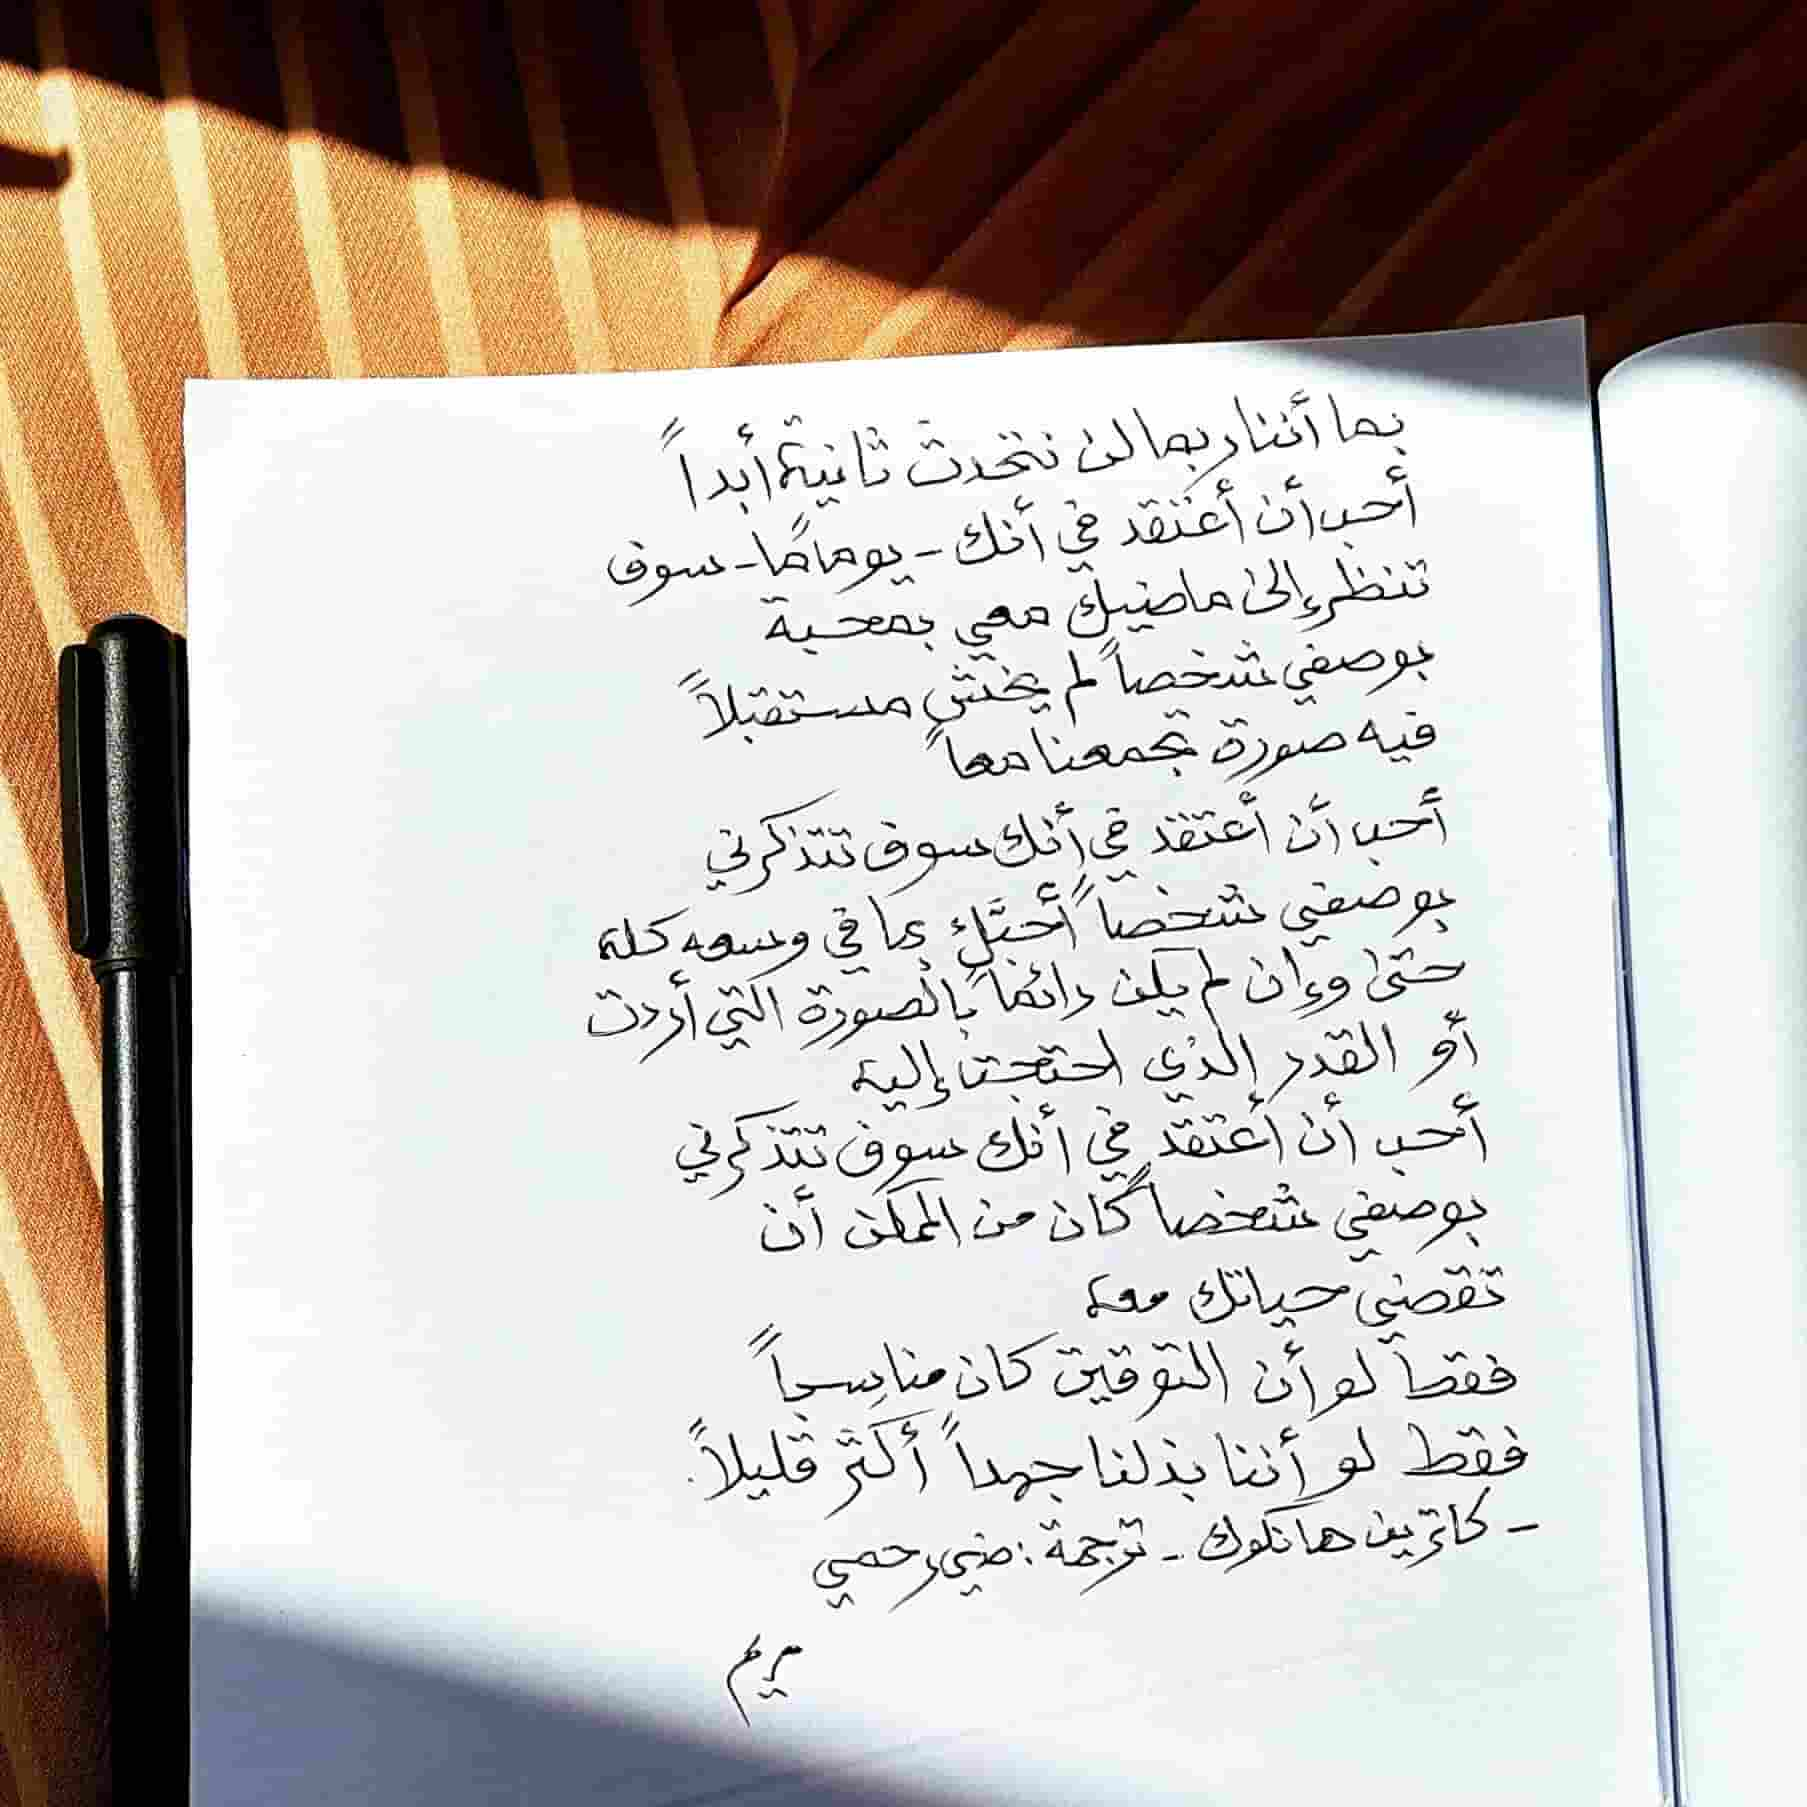 بما أننا ربما لن نتحدث ثانية أبداً
أحب أن أعتقد في أنك - يوما ما - سوف
تنظر إلى ماضيك معي بمحبة
بوصفي شخصاً لم يخش مستقبلاً
فيه صورة تجمعنا معاً
أحب أن أعتقد في أنك سوف تتذكرني
بوصفي شخصاً أحبَّك بما في وسعه كله
حتى وإن لم يكن دائماً بالصورة التي أردت
أو القدر الذي احتجت إليه
أحب أن أعتقد في أنك سوف تتذكرني
بوصفي شخصاً كان من الممكن أن
تقضي حياتك معه
فقط لو أن التوقيت كان مناسباً
فقط لو أننا بذلنا جهداً أكثر قليلاً.
- كاترين هانكوك - ترجمة: ضي رحمي
مريم